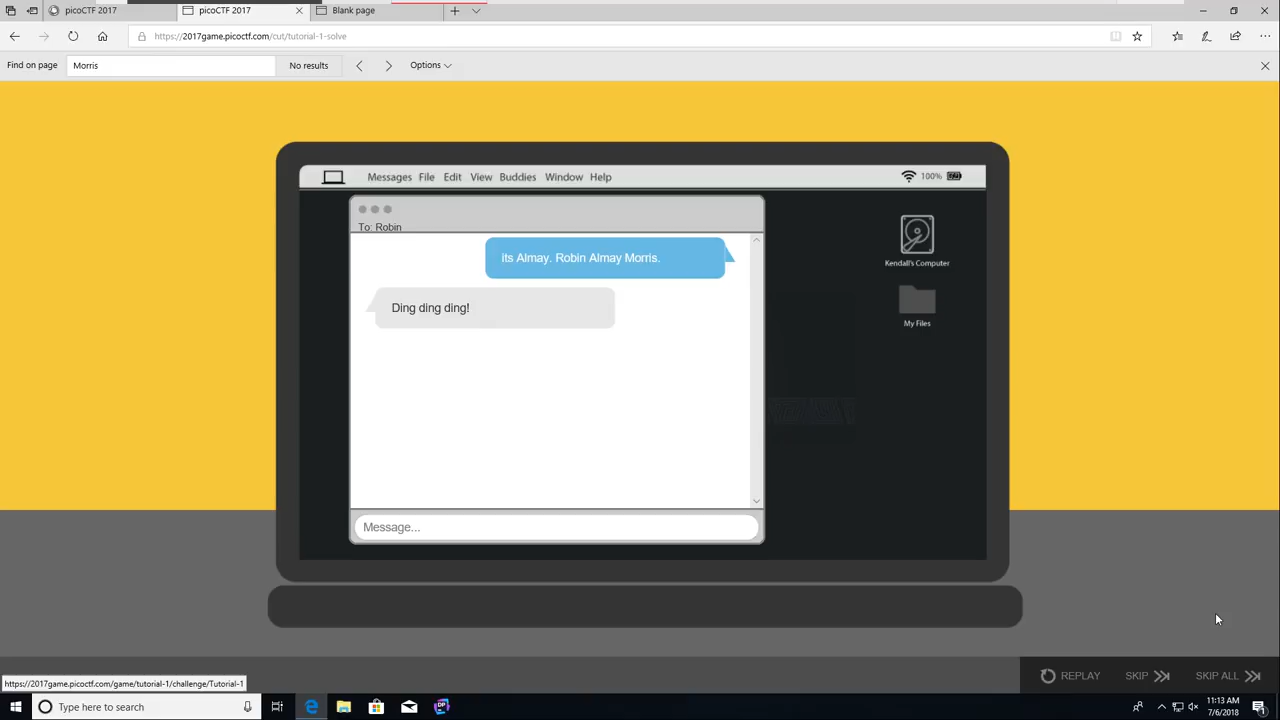 picoCTF 2017
picoCTF 2017
Blank page
https://2017game.picoctf.com/cut/tutorial-1-solve
Find on page
Morris
No results
Options
Messages File Edit View Buddies Window Help
100%
To: Robin
its Almay. Robin Almay Morris.
Ding ding ding!
Kendall's Computer
My Files
Message...
REPLAY
SKIP
SKIP ALL
https://2017game.picoctf.com/game/tutorial-1/challenge/Tutorial-1
Type here to search
11:13 AM
7/6/2018